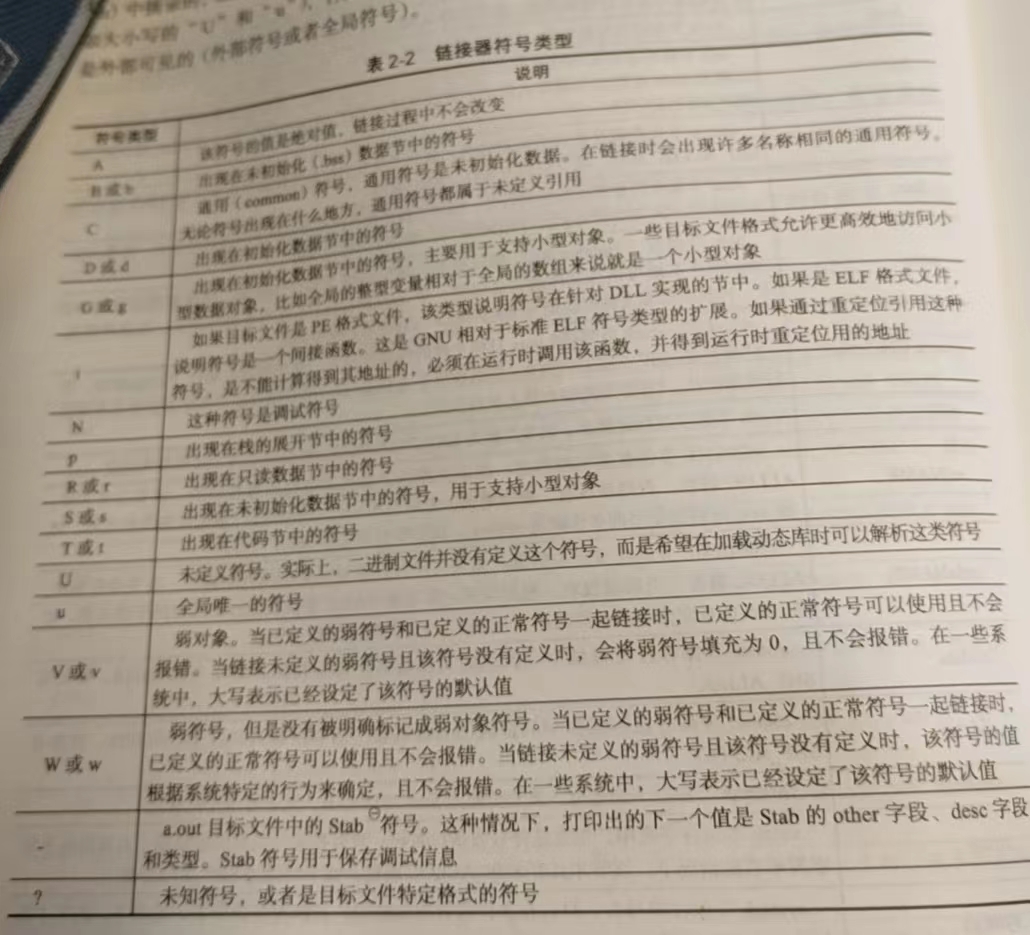 ）中
如大小写的“U”和“u”），
是外部可见的（外部符号或者全局符号）。
表 2-2 链接器符号类型
符号类型 说明
A 该符号的值是绝对值，链接过程中不会改变
B 或 b 出现在未初始化（.bss）数据节中的符号
C 通用（common）符号，通用符号是未初始化数据。在链接时会出现许多名称相同的通用符号。
无论符号出现在什么地方，通用符号都属于未定义引用
D 或 d 出现在初始化数据节中的符号
G 或 g 出现在初始化数据节中的符号，主要用于支持小型对象。一些目标文件格式允许更高效地访问小
型数据对象，比如全局的整型变量相对于全局的数组来说就是一个小型对象
i 如果目标文件是 PE 格式文件，该类型说明符号在针对 DLL 实现的节中。如果是 ELF 格式文件，
说明符号是一个间接函数。这是 GNU 相对于标准 ELF 符号类型的扩展。如果通过重定位引用这种
符号，是不能计算得到其地址的，必须在运行时调用该函数，并得到运行时重定位用的地址
N 这种符号是调试符号
p 出现在栈的展开节中的符号
R 或 r 出现在只读数据节中的符号
S 或 s 出现在未初始化数据节中的符号，用于支持小型对象
T 或 t 出现在代码节中的符号
U 未定义符号。实际上，二进制文件并没有定义这个符号，而是希望在加载动态库时可以解析这类符号
u 全局唯一的符号
V 或 v 弱对象。当已定义的弱符号和已定义的正常符号一起链接时，已定义的正常符号可以使用且不会
报错。当链接未定义的弱符号且该符号没有定义时，会将弱符号填充为 0，且不会报错。在一些系
统中，大写表示已经设定了该符号的默认值
W 或 w 弱符号，但是没有被明确标记成弱对象符号。当已定义的弱符号和已定义的正常符号一起链接时，
已定义的正常符号可以使用且不会报错。当链接未定义的弱符号且该符号没有定义时，该符号的值
根据系统特定的行为来确定，且不会报错。在一些系统中，大写表示已经设定了该符号的默认值
- a.out 目标文件中的 Stab㊀符号。这种情况下，打印出的下一个值是 Stab 的 other 字段、desc 字段
和类型。Stab 符号用于保存调试信息
? 未知符号，或者是目标文件特定格式的符号